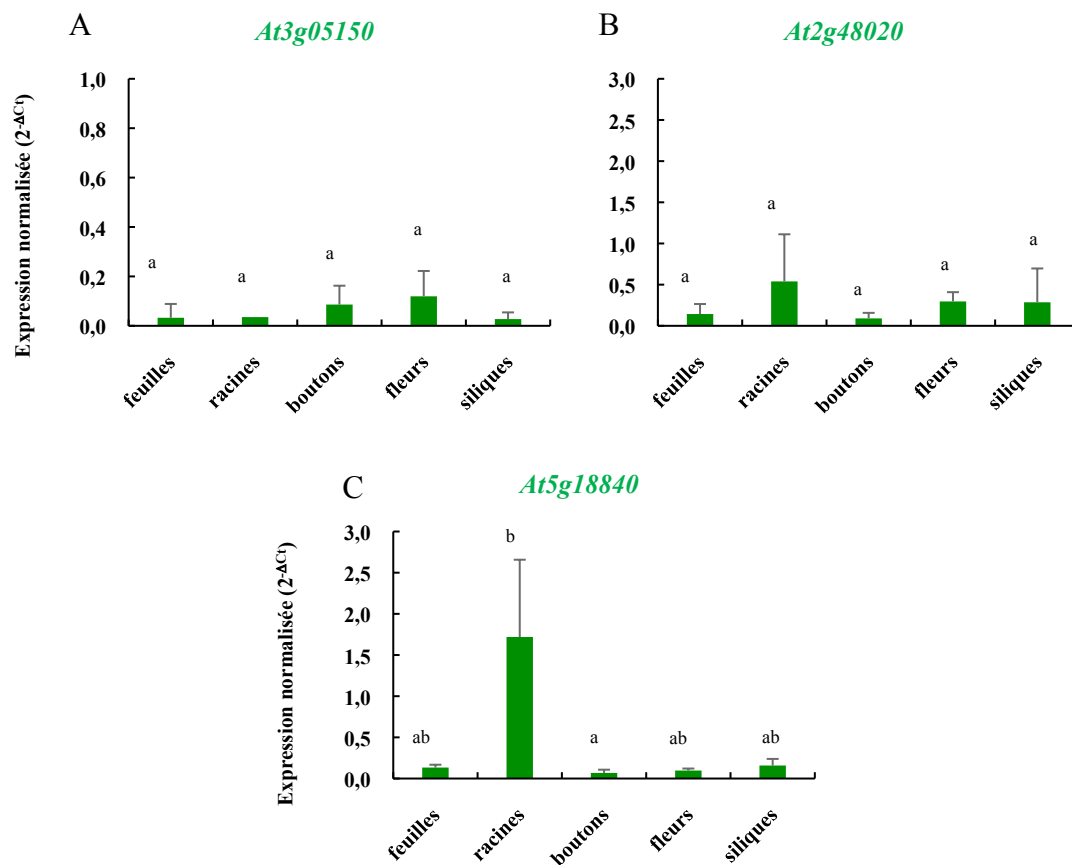 A
At3g05150
B
At2g48020
Expression normalisée (2-ΔCt)
1,0
0,8
0,6
0,4
0,2
0,0
a
a
a
a
a
feuilles
racines
boutons
fleurs
siliques
3,0
2,5
2,0
1,5
1,0
0,5
0,0
a
a
a
a
a
feuilles
racines
boutons
fleurs
siliques
C
At5g18840
Expression normalisée (2-ΔCt)
3,0
2,5
2,0
1,5
1,0
0,5
0,0
ab
b
a
ab
ab
feuilles
racines
boutons
fleurs
siliques